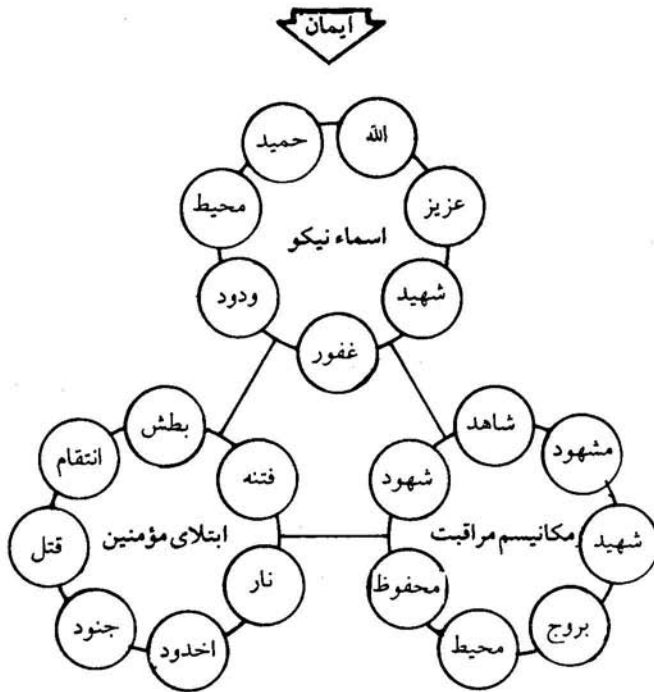 ایمان
الله
حمید
عزیز
محیط
اسماء نیکو
شهید
ودود
غفور
شاهد
مشهود
شهود
شهید
مکانیسم مراقبت
محفوظ
بروج
محیط
بطش
انتقام
فتنه
قتل
ابتلای مؤمنین
نار
جنود
اخدود